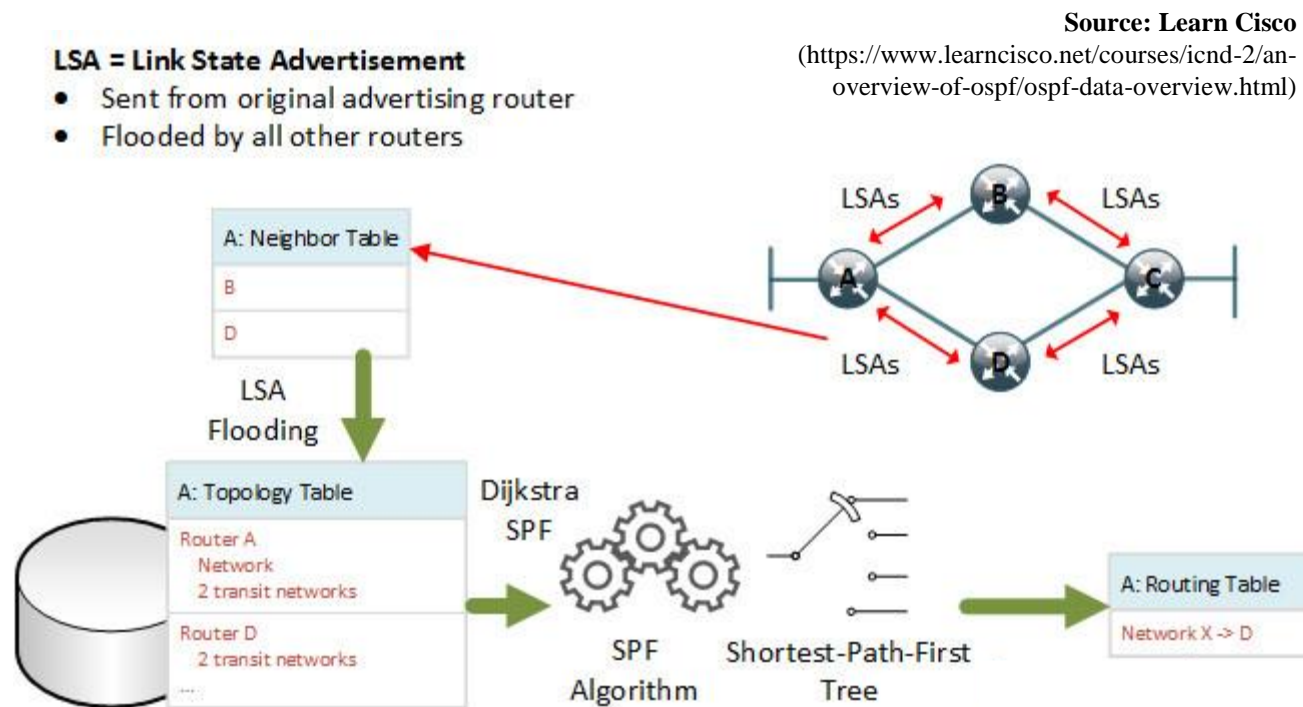 Source: Learn Cisco
(https://www.learncisco.net/courses/icnd-2/an-
overview-of-ospf/ospf-data-overview.html)
LSA = Link State Advertisement
• Sent from original advertising router
• Flooded by all other routers
LSAs
B
LSAs
A
C
LSAs
D
LSAs
A: Neighbor Table
B
D
LSA
Flooding
A: Topology Table
Router A
Network
2 transit networks
Router D
2 transit networks
...
Dijkstra
SPF
SPF
Algorithm
Shortest-Path-First
Tree
A: Routing Table
Network X -> D